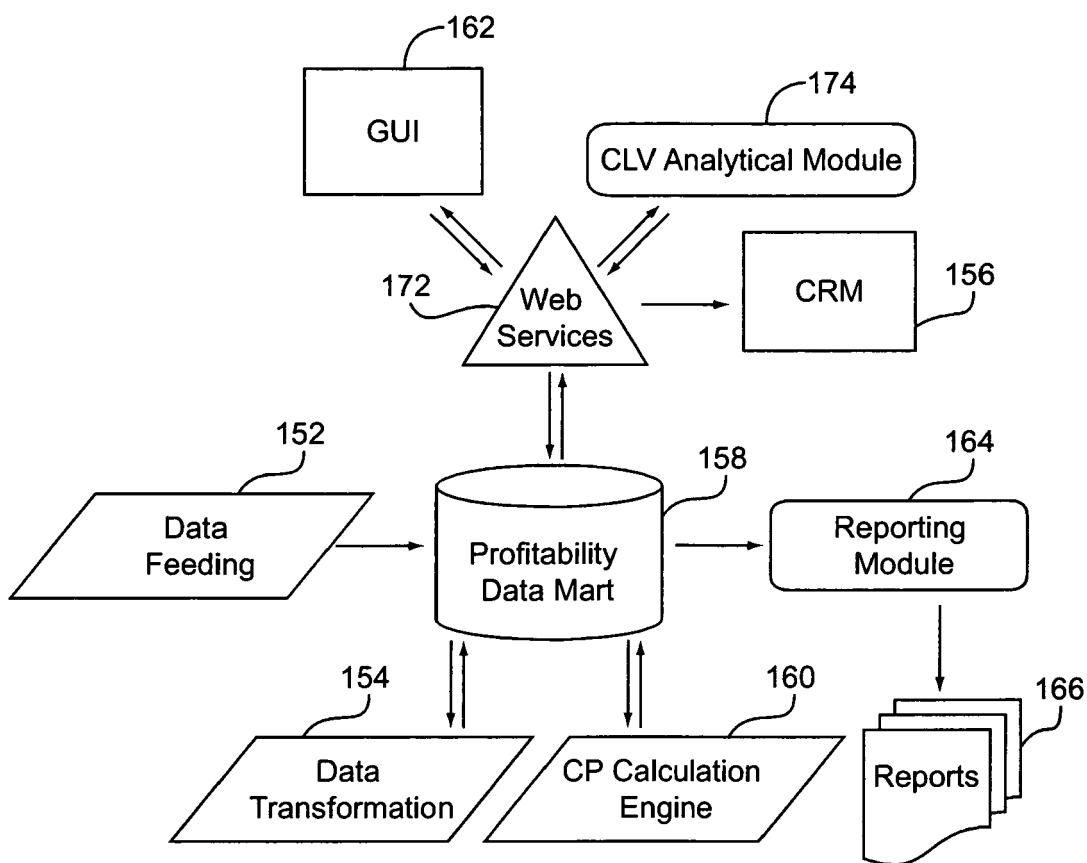 162
GUI
174
CLV Analytical Module
172
Web
Services
CRM
156
152
Data
Feeding
158
Profitability
Data Mart
164
Reporting
Module
154
Data
Transformation
160
CP Calculation
Engine
166
Reports